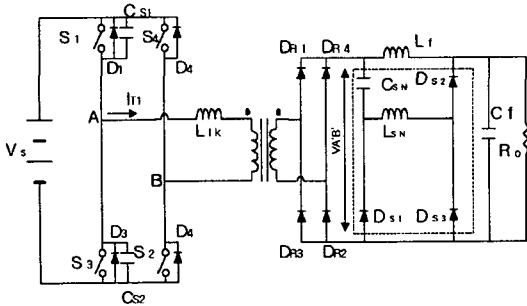 CS1
S1
S4
D1
D4
A
IT1
Llk
Vs
B
D3
S2
D4
S3
CS2
DR1
DR4
Lf
CSN
DS2
VA'B'
LSN
Cf
Ro
DS1
DS3
DR3
DR2